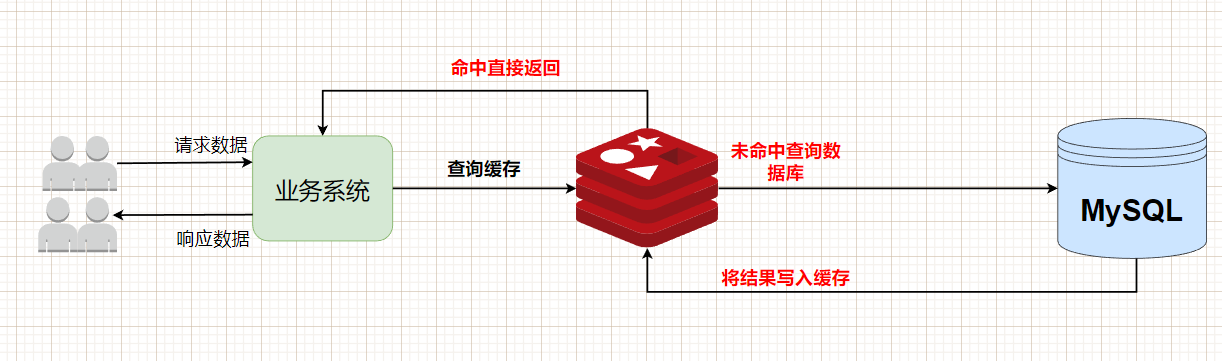 命中直接返回
请求数据
业务系统
查询缓存
未命中查询数
据库
MySQL
响应数据
将结果写入缓存